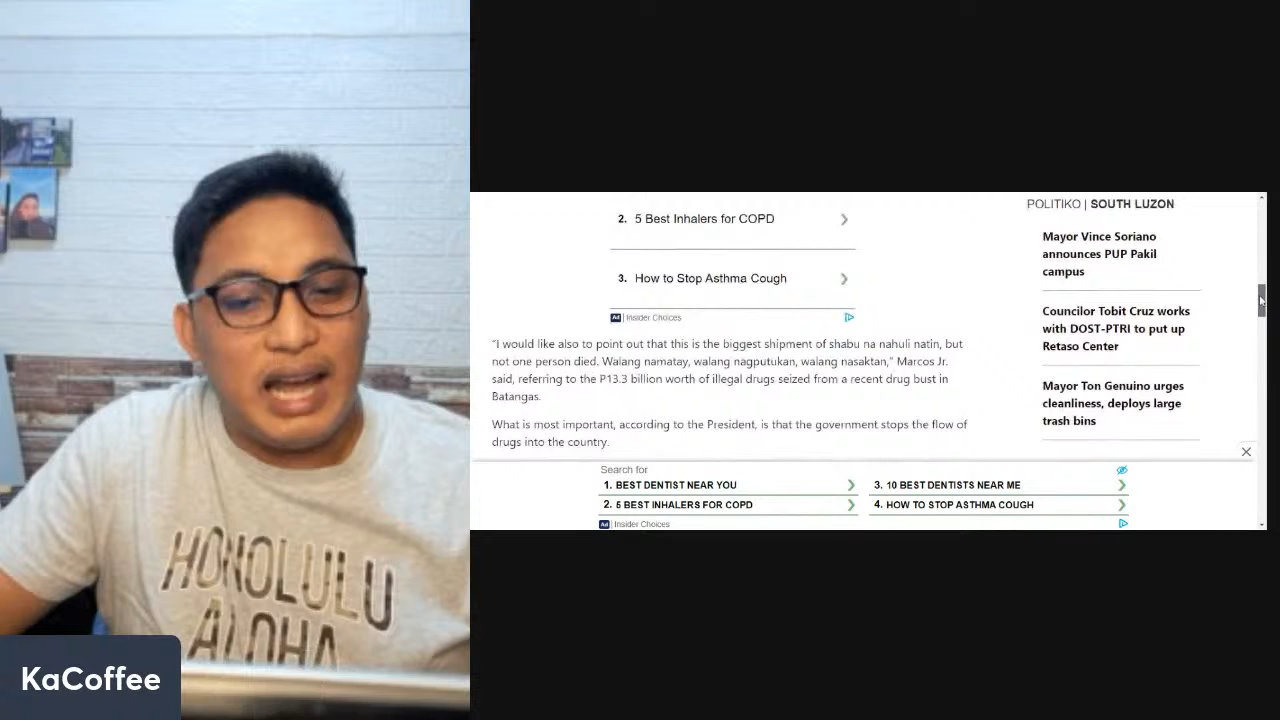 HONOLULU
ALOHA
KaCoffee
2. 5 Best Inhalers for COPD
3. How to Stop Asthma Cough
Ad Insider Choices
"I would like also to point out that this is the biggest shipment of shabu na nahuli natin, but
not one person died. Walang namatay, walang nagputukan, walang nasaktan," Marcos Jr.
said, referring to the P13.3 billion worth of illegal drugs seized from a recent drug bust in
Batangas.
What is most important, according to the President, is that the government stops the flow of
drugs into the country.
POLITIKO | SOUTH LUZON
Mayor Vince Soriano
announces PUP Pakil
campus
Councilor Tobit Cruz works
with DOST-PTRI to put up
Retaso Center
Mayor Ton Genuino urges
cleanliness, deploys large
trash bins
Search for
1. BEST DENTIST NEAR YOU
2. 5 BEST INHALERS FOR COPD
3. 10 BEST DENTISTS NEAR ME
4. HOW TO STOP ASTHMA COUGH
Ad Insider Choices